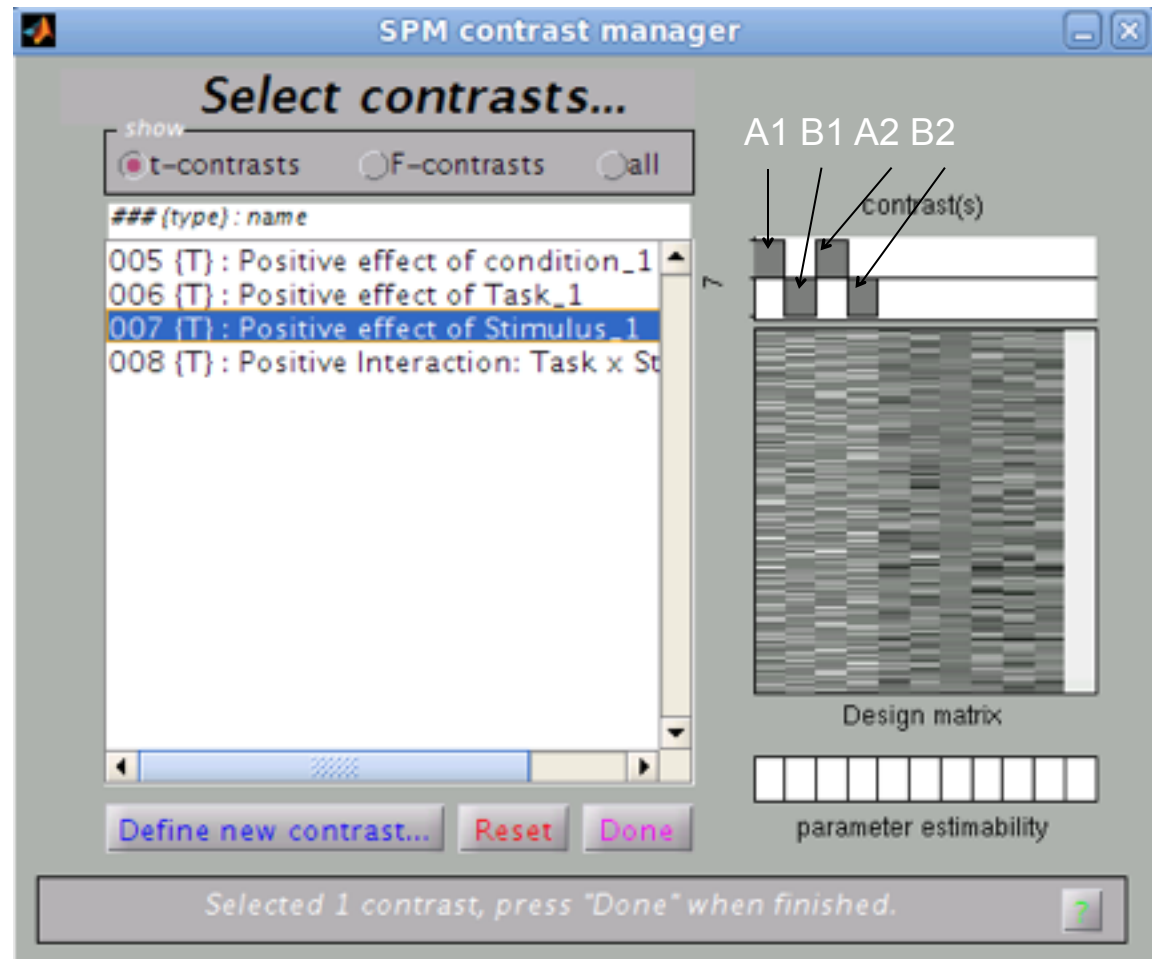 SPM contrast manager
Select contrasts...
show
t-contrasts F-contrasts all
### {type} : name
005 {T} : Positive effect of condition_1
006 {T} : Positive effect of Task_1
007 {T} : Positive effect of Stimulus_1
008 {T} : Positive Interaction: Task x St
Define new contrast... Reset Done
A1 B1 A2 B2
contrast(s)
7
Design matrix
parameter estimability
Selected 1 contrast, press "Done" when finished.
?